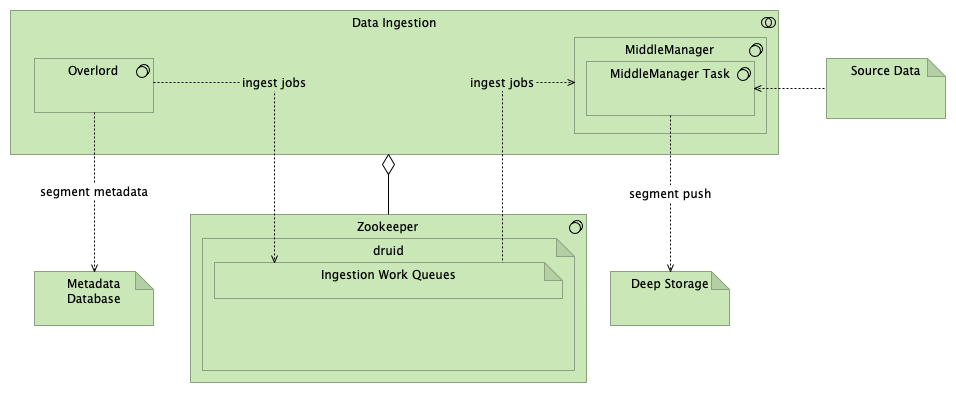 Data Ingestion
Overlord
MiddleManager
MiddleManager Task
Source Data
ingest jobs
ingest jobs
segment metadata
segment push
Zookeeper
druid
Ingestion Work Queues
Metadata
Database
Deep Storage